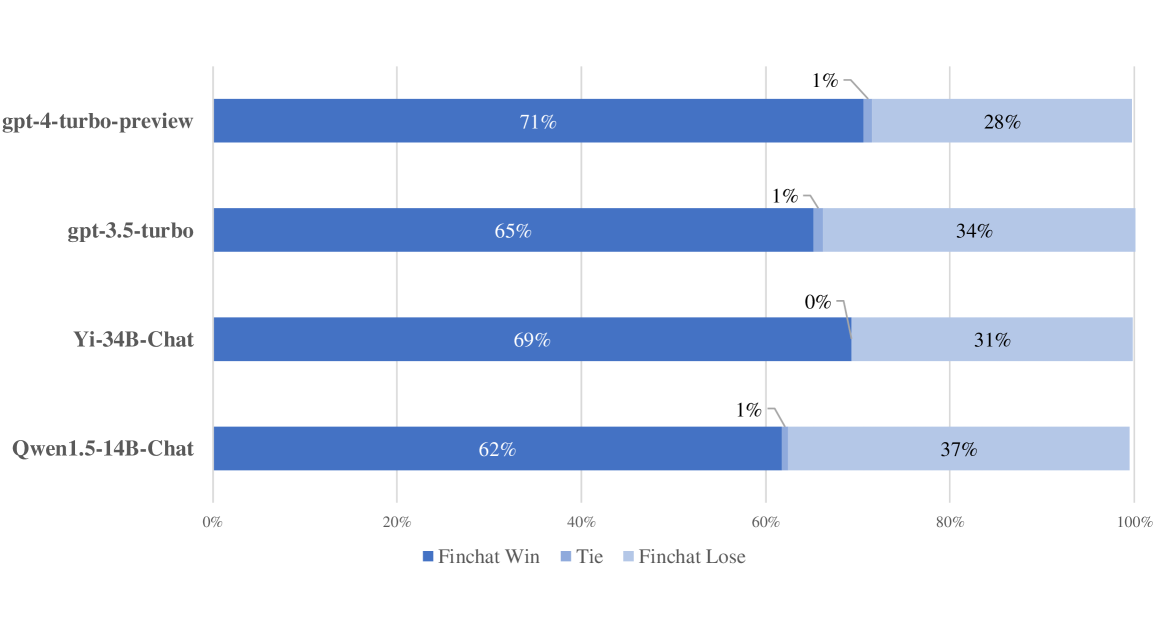 1%
gpt-4-turbo-preview 71% 28%
1%
gpt-3.5-turbo 65% 34%
0%
Yi-34B-Chat 69% 31%
1%
Qwen1.5-14B-Chat 62% 37%
0% 20% 40% 60% 80% 100%
Finchat Win Tie Finchat Lose